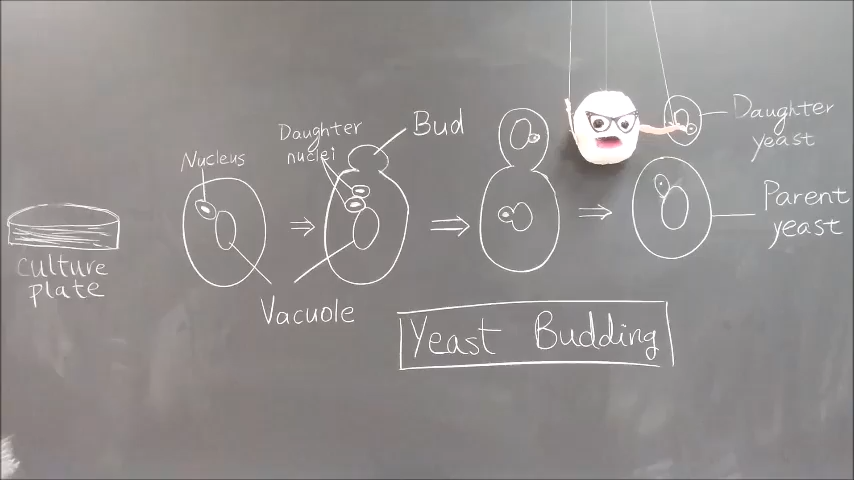 Daughter
yeast
Bud
Daughter
nuclei
Nucleus
Parent
yeast
culture
plate
Vacuole
Yeast Budding